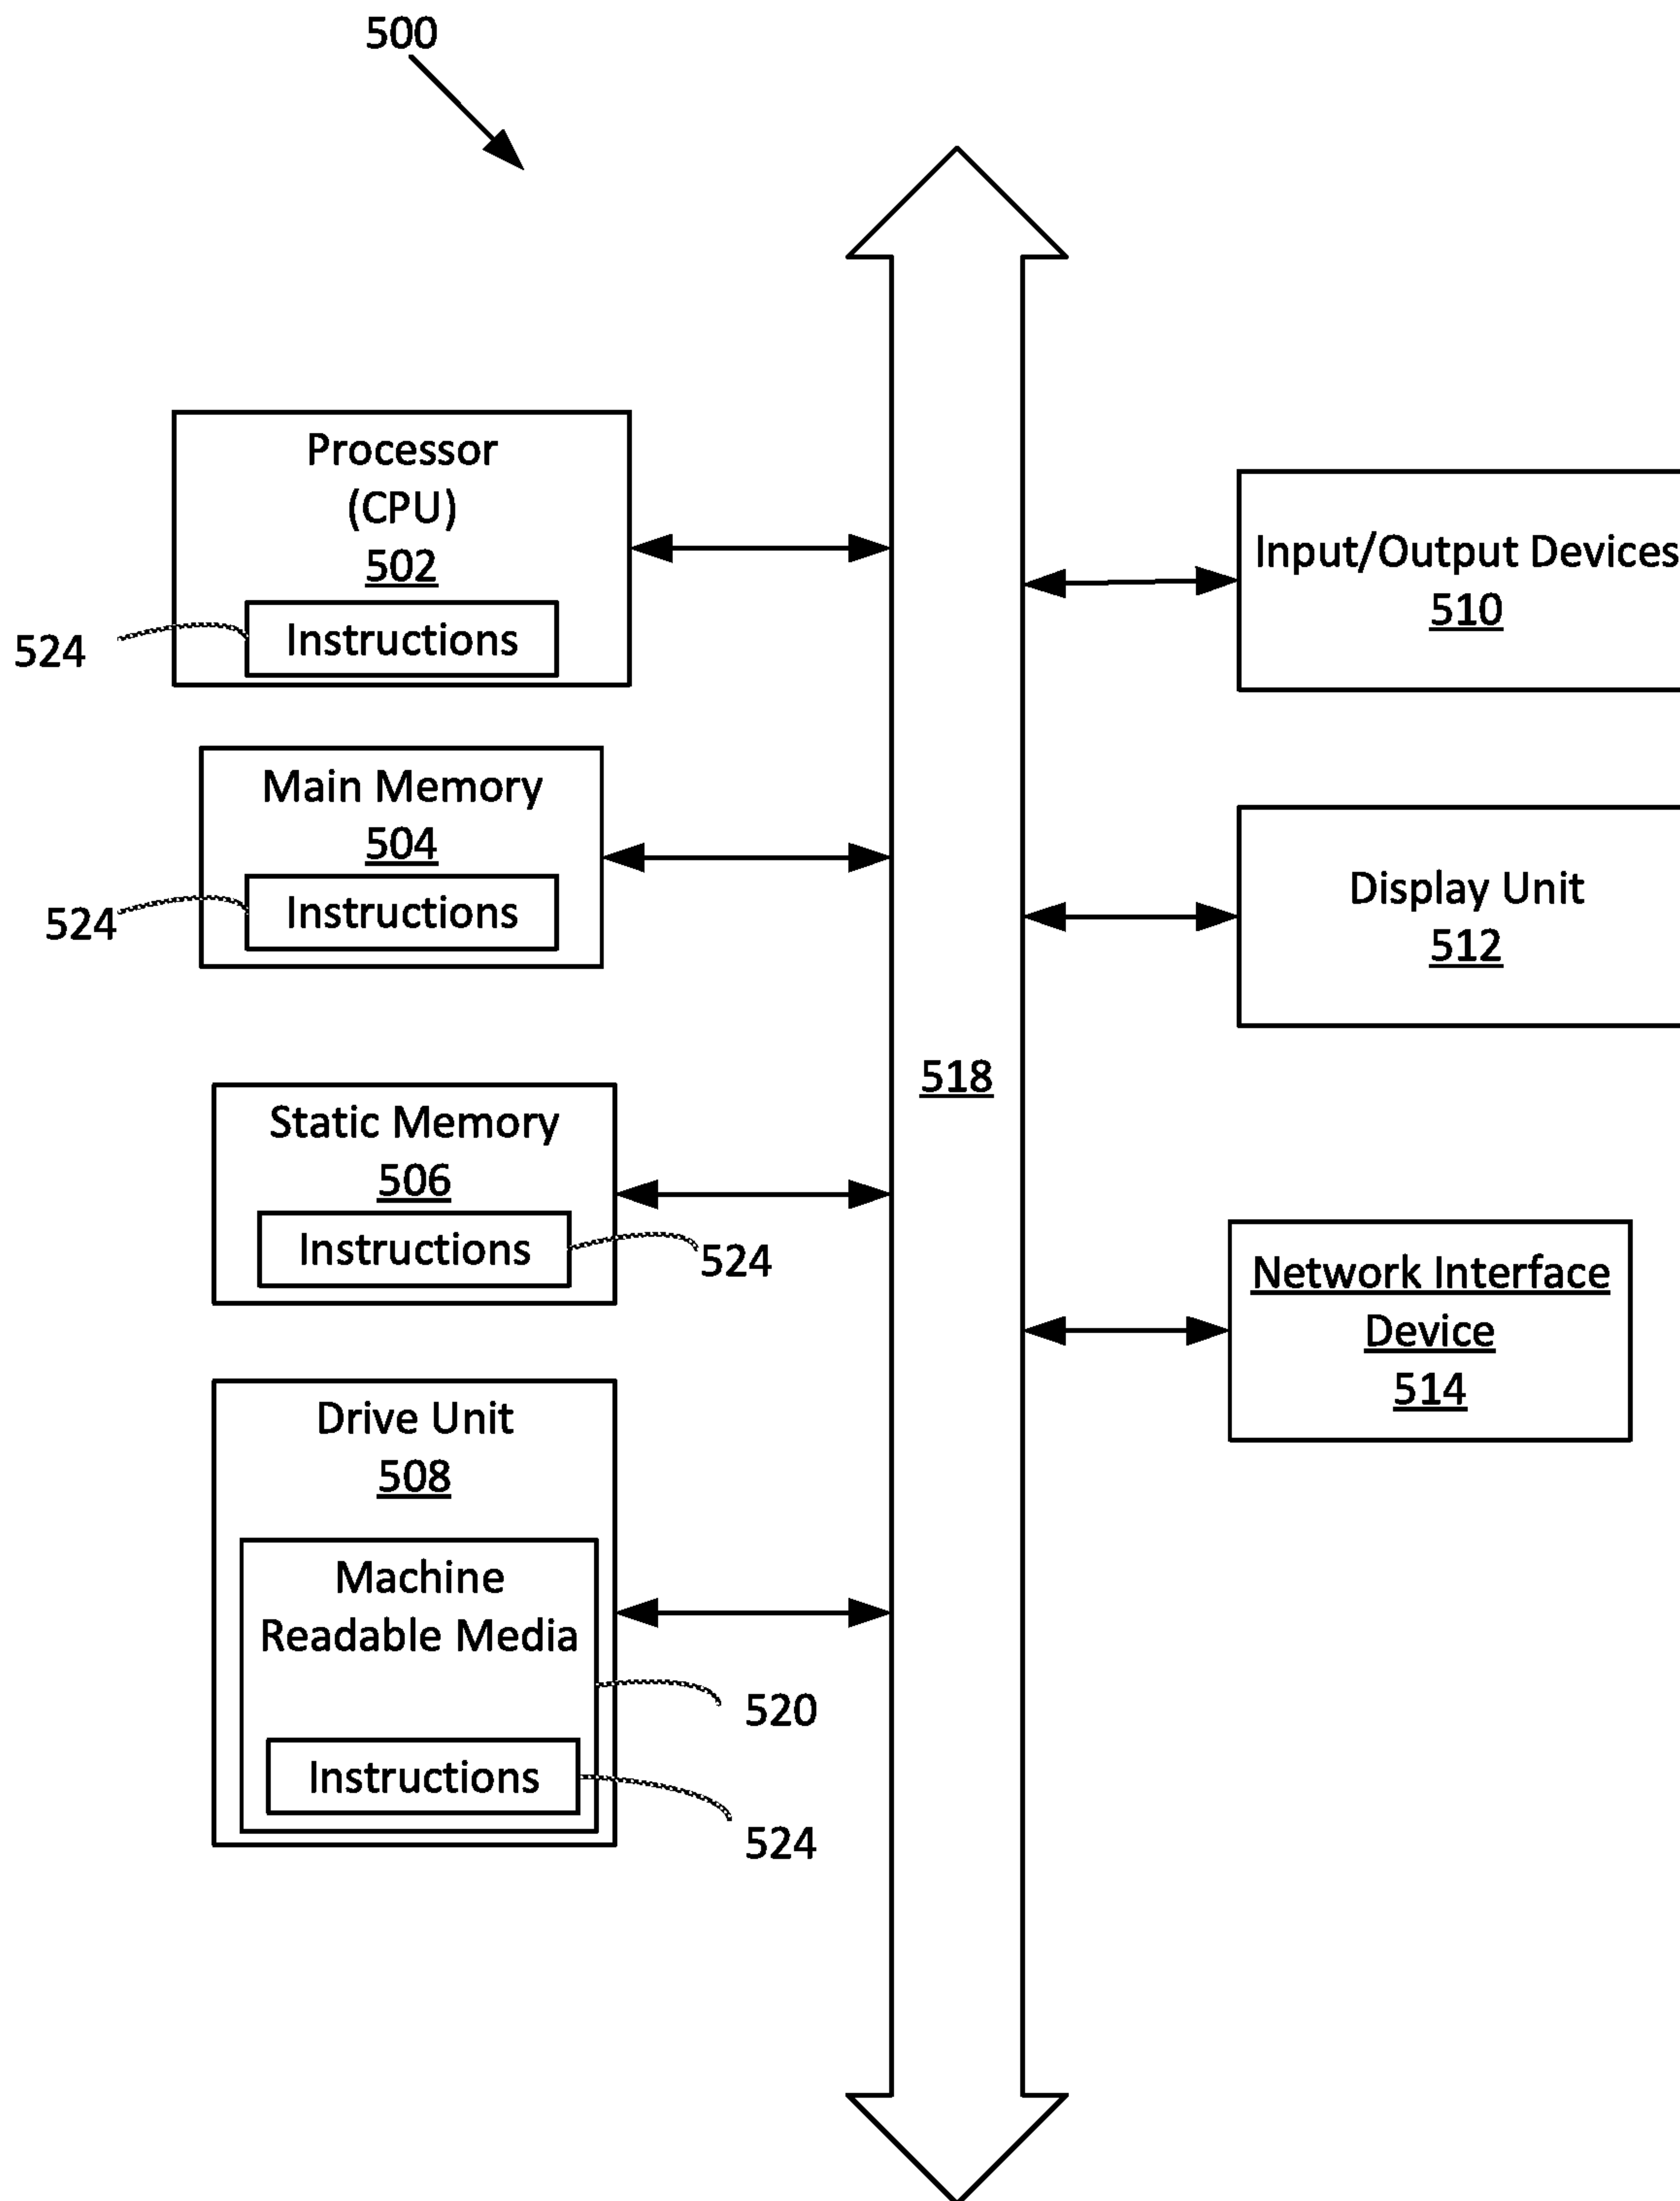 500
Processor
(CPU)
502
Instructions
524
Main Memory
504
Instructions
524
Static Memory
506
Instructions
524
Drive Unit
508
Machine
Readable Media
520
Instructions
524
518
Input/Output Devices
510
Display Unit
512
Network Interface
Device
514